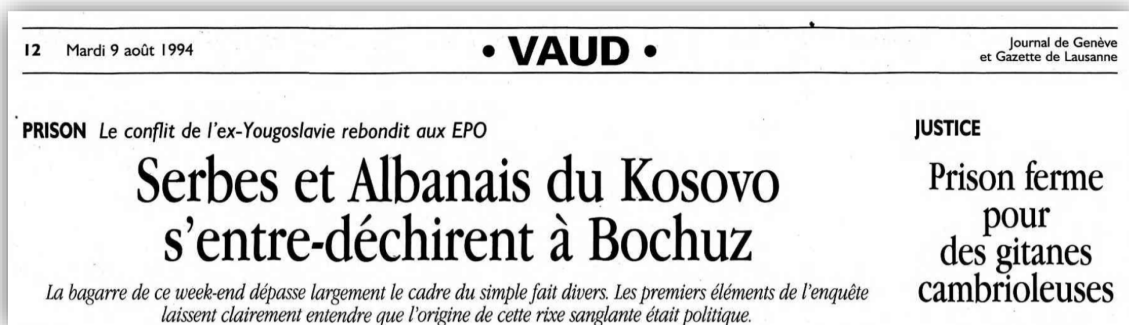 12 Mardi 9 août 1994
• VAUD •
Journal de Genève
et Gazette de Lausanne
PRISON Le conflit de l'ex-Yougoslavie rebondit aux EPO
Serbes et Albanais du Kosovo
s'entre-déchirent à Bochuz
La bagarre de ce week-end dépasse largement le cadre du simple fait divers. Les premiers éléments de l'enquête
laissent clairement entendre que l'origine de cette rixe sanglante était politique.
JUSTICE
Prison ferme
pour
des gitanes
cambrioleuses